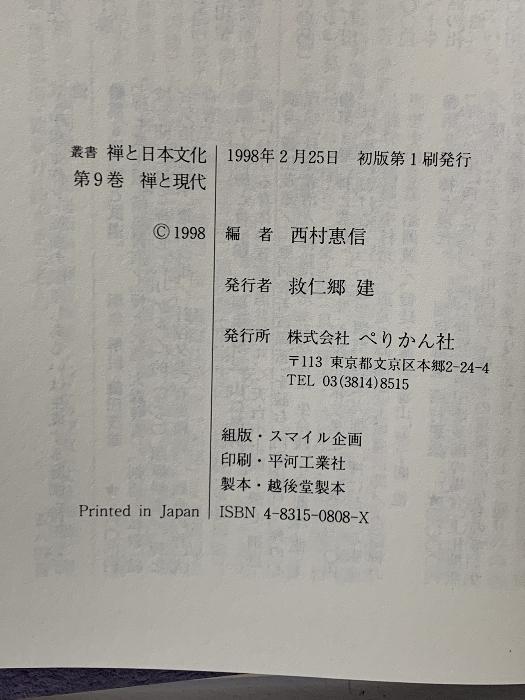 叢書 禅と日本文化
第9巻 禅と現代
© 1998
Printed in Japan
1998年2月25日 初版第1刷発行
編 者 西村惠信
発行者 救仁郷 建
発行所 株式会社 ぺりかん社
〒113 東京都文京区本郷2-24-4
TEL 03(3814)8515
組版・スマイル企画
印刷・平河工業社
製本・越後堂製本
ISBN 4-8315-0808-X